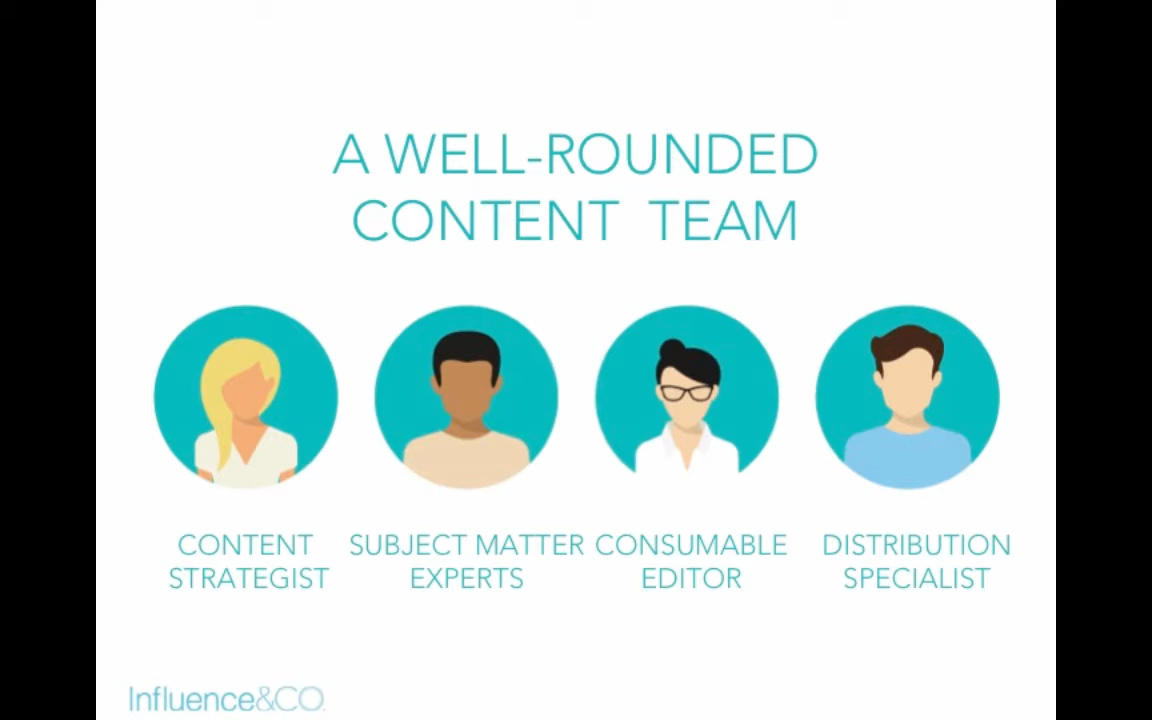 A WELL-ROUNDED
CONTENT TEAM
CONTENT
STRATEGIST
SUBJECT MATTER
EXPERTS
CONSUMABLE
EDITOR
DISTRIBUTION
SPECIALIST
Influence&CO.